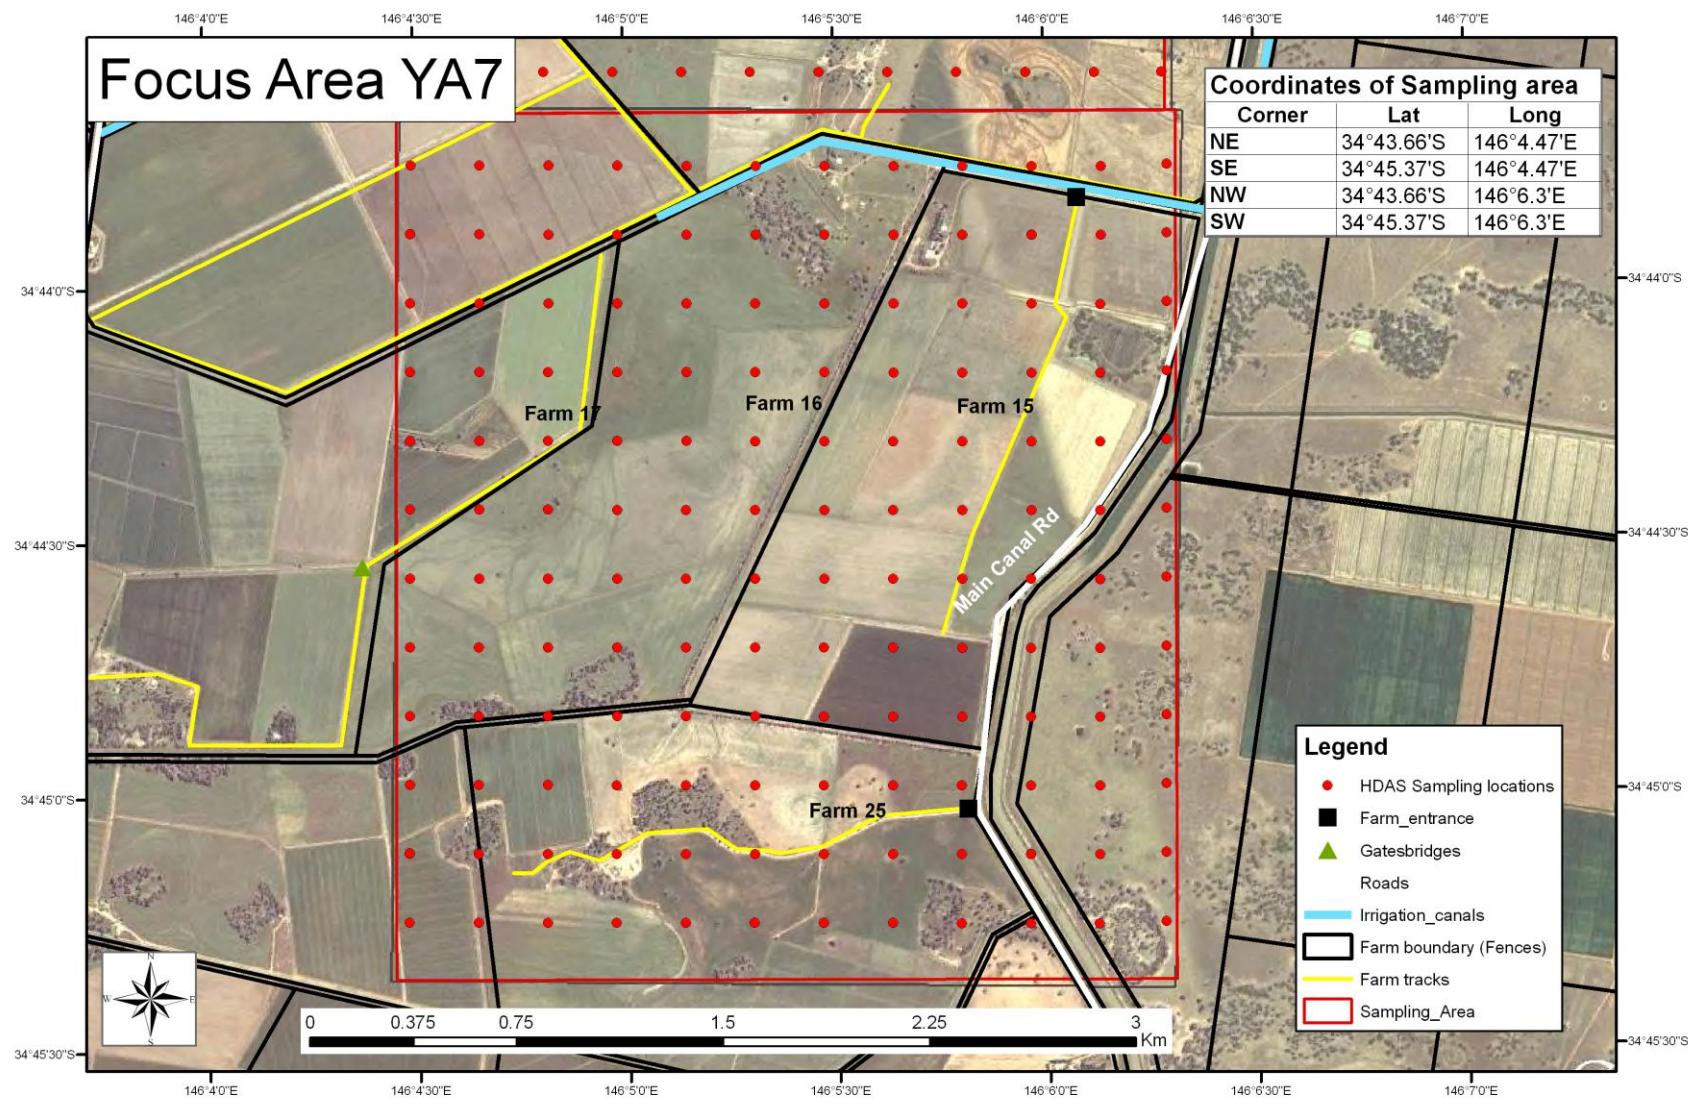 146°4'0"E 146°4'30"E 146°5'0"E 146°5'30"E 146°6'0"E 146°6'30"E 146°7'0"E
Focus Area YA7
Coordinates of Sampling area
Corner Lat Long
NE 34°43.66'S 146°4.47'E
SE 34°45.37'S 146°4.47'E
NW 34°43.66'S 146°6.3'E
SW 34°45.37'S 146°6.3'E
34°44'0"S 34°44'0"S
Farm 17 Farm 16 Farm 15
Main Canal Rd
34°44'30"S 34°44'30"S
34°45'0"S 34°45'0"S
Farm 25
Legend
HDAS Sampling locations
Farm_entrance
Gatesbridges
Roads
Irrigation_canals
Farm boundary (Fences)
Farm tracks
Sampling_Area
N
W E
S
0 0.375 0.75 1.5 2.25 3
Km
34°45'30"S 34°45'30"S
146°4'0"E 146°4'30"E 146°5'0"E 146°5'30"E 146°6'0"E 146°6'30"E 146°7'0"E